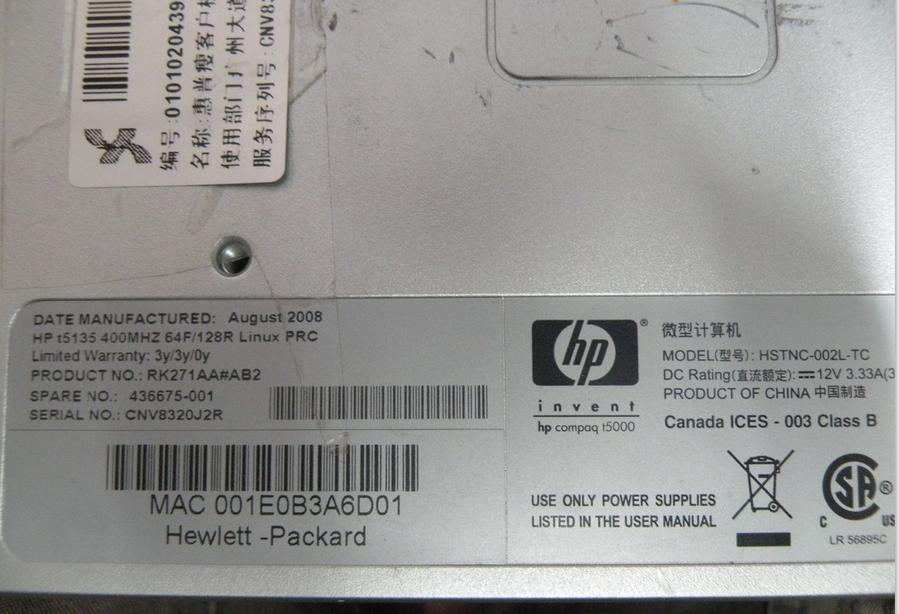 编号:0101020439
名称:惠普瘦客户
使用部门广州大道
服务序列号:CNV83
DATE MANUFACTURED: August 2008
HP t5135 400MHZ 64F/128R Linux PRC
Limited Warranty: 3y/3y/0y
PRODUCT NO.: RK271AA#AB2
SPARE NO.: 436675-001
SERIAL NO.: CNV8320J2R
MAC 001E0B3A6D01
Hewlett -Packard
hp®
invent
hp compaq t5000
微型计算机
MODEL(型号): HSTNC-002L-TC
DC Rating(直流额定): ⎓12V 3.33A(3
PRODUCT OF CHINA 中国制造
Canada ICES - 003 Class B
USE ONLY POWER SUPPLIES
LISTED IN THE USER MANUAL
SA®
C US
LR 56895C